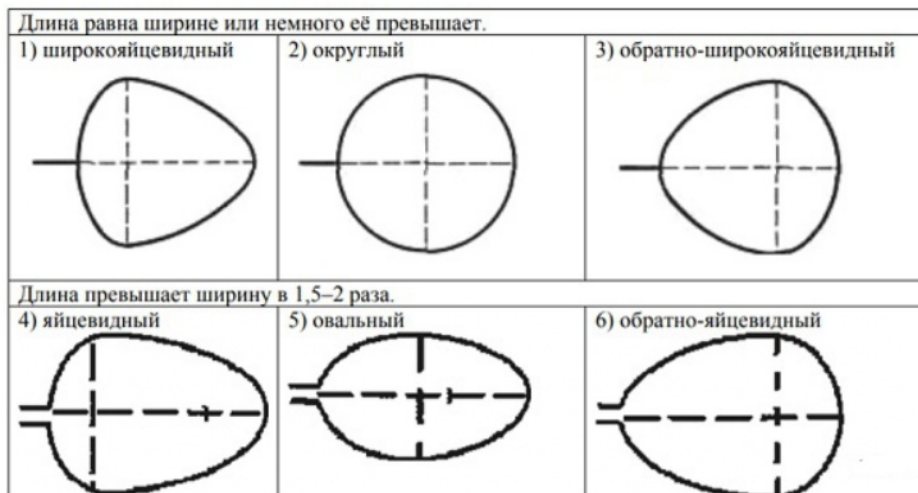 Длина равна ширине или немного её превышает.
1) широкояйцевидный
2) округлый
3) обратно-широкояйцевидный
Длина превышает ширину в 1,5–2 раза.
4) яйцевидный
5) овальный
6) обратно-яйцевидный